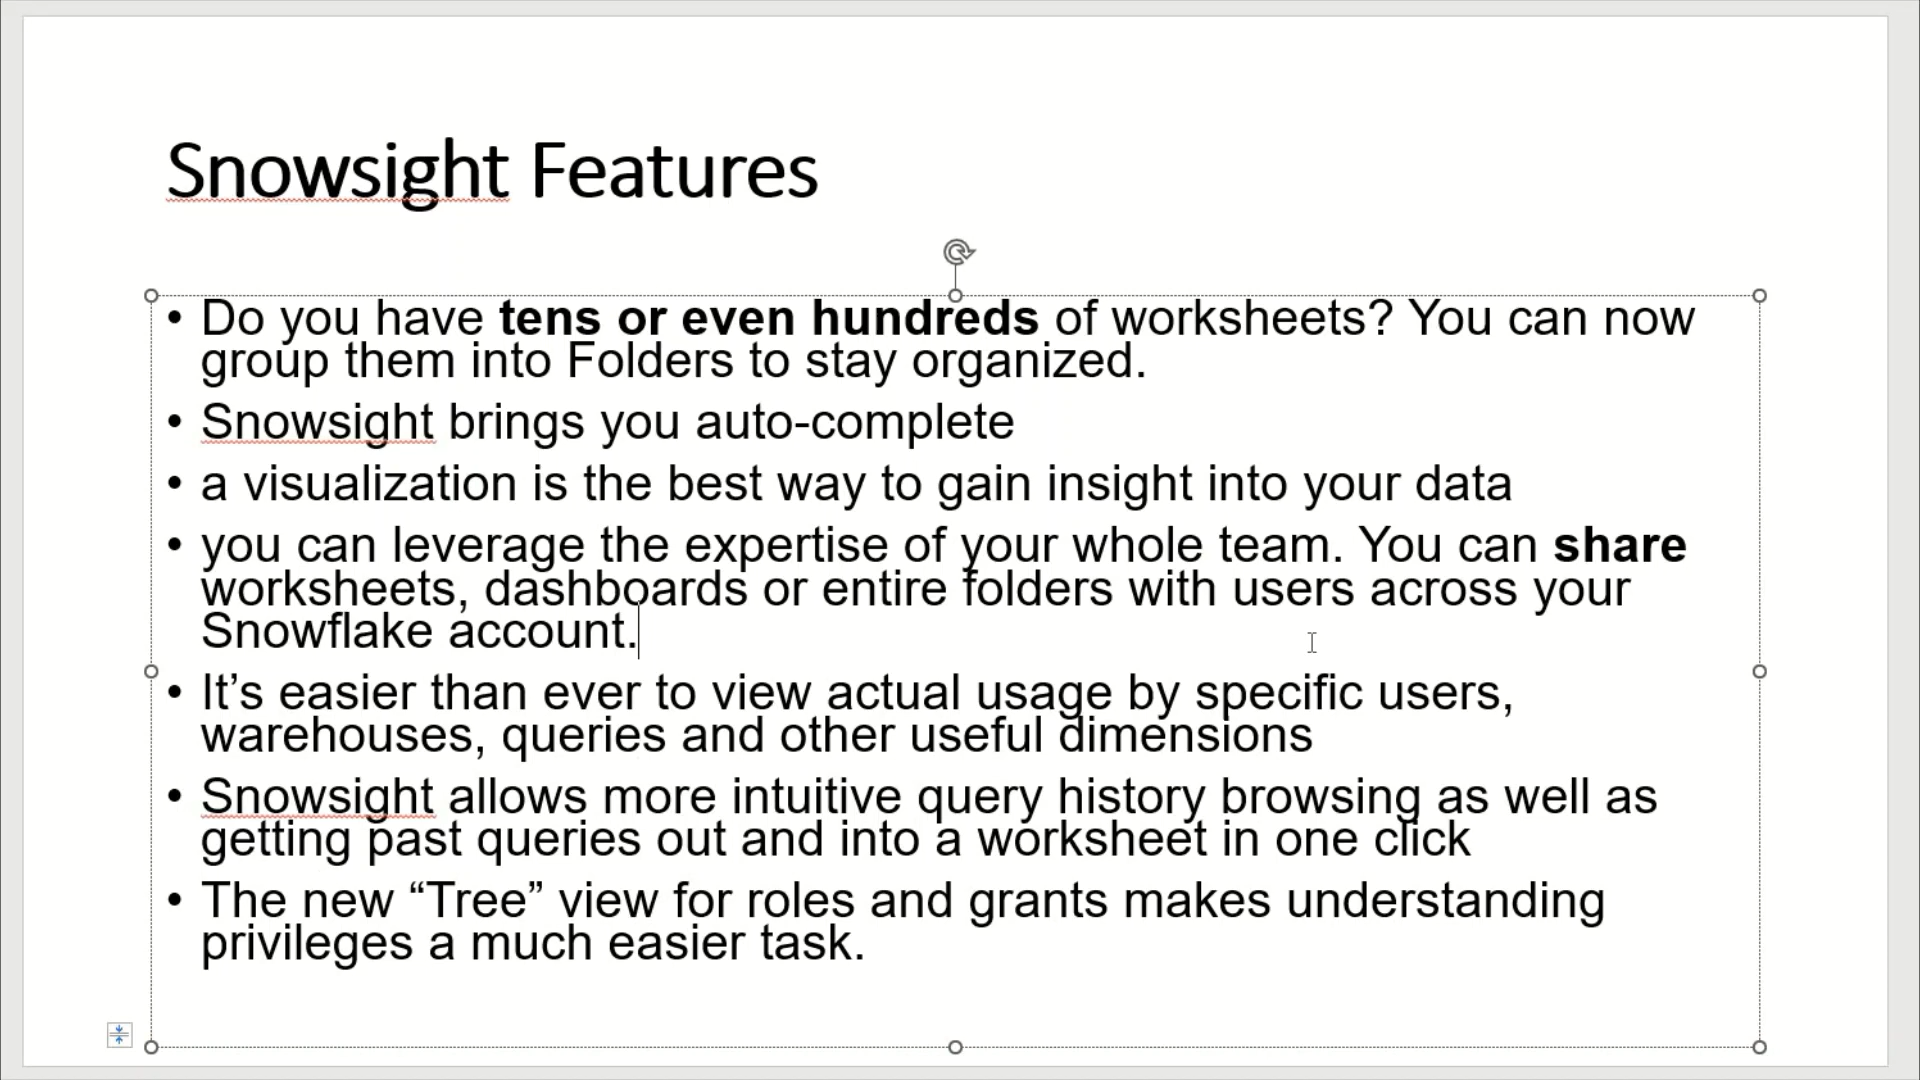 Snowsight Features
• Do you have tens or even hundreds of worksheets? You can now
group them into Folders to stay organized.
• Snowsight brings you auto-complete
• a visualization is the best way to gain insight into your data
• you can leverage the expertise of your whole team. You can share
worksheets, dashboards or entire folders with users across your
Snowflake account.
• It’s easier than ever to view actual usage by specific users,
warehouses, queries and other useful dimensions
• Snowsight allows more intuitive query history browsing as well as
getting past queries out and into a worksheet in one click
• The new “Tree” view for roles and grants makes understanding
privileges a much easier task.